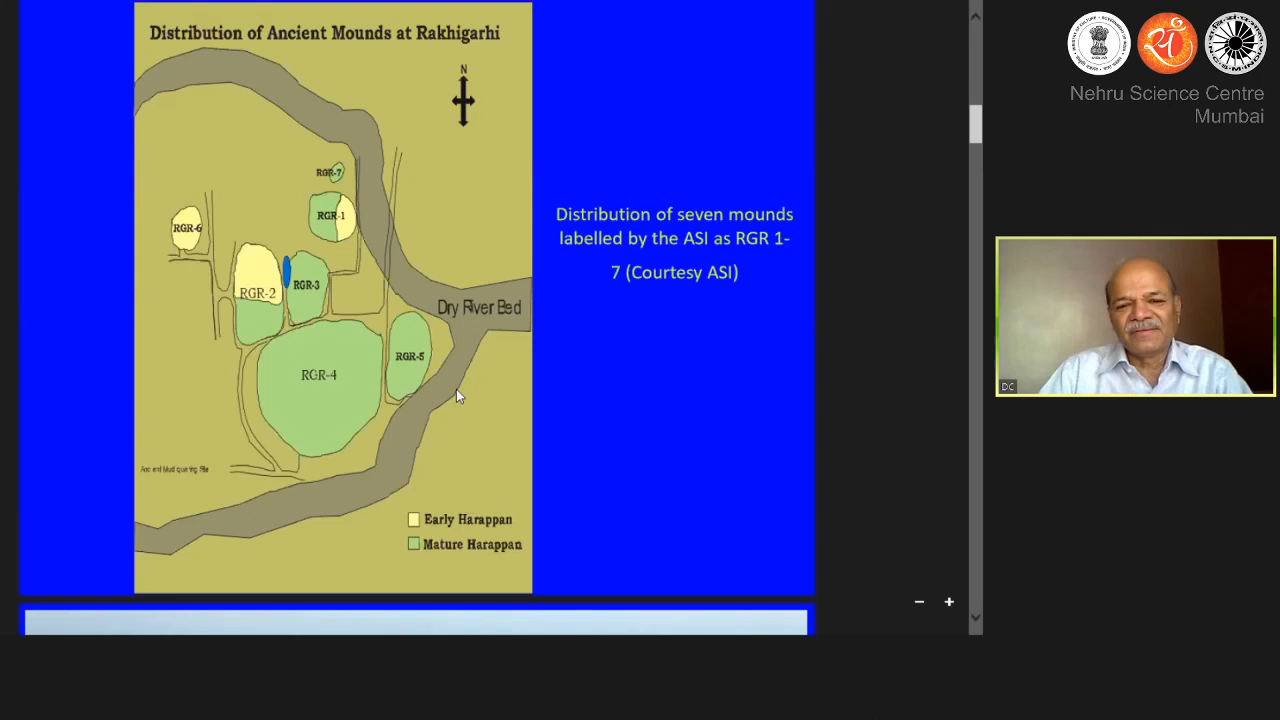 Distribution of Ancient Mounds at Rakhigarhi
N
RGR-7
RGR-1
RGR-6
RGR-2
RGR-3
Dry River Bed
RGR-5
RGR-4
Early Harappan
Mature Harappan
Distribution of seven mounds
labelled by the ASI as RGR 1-
7 (Courtesy ASI)
Nehru Science Centre
Mumbai
DC